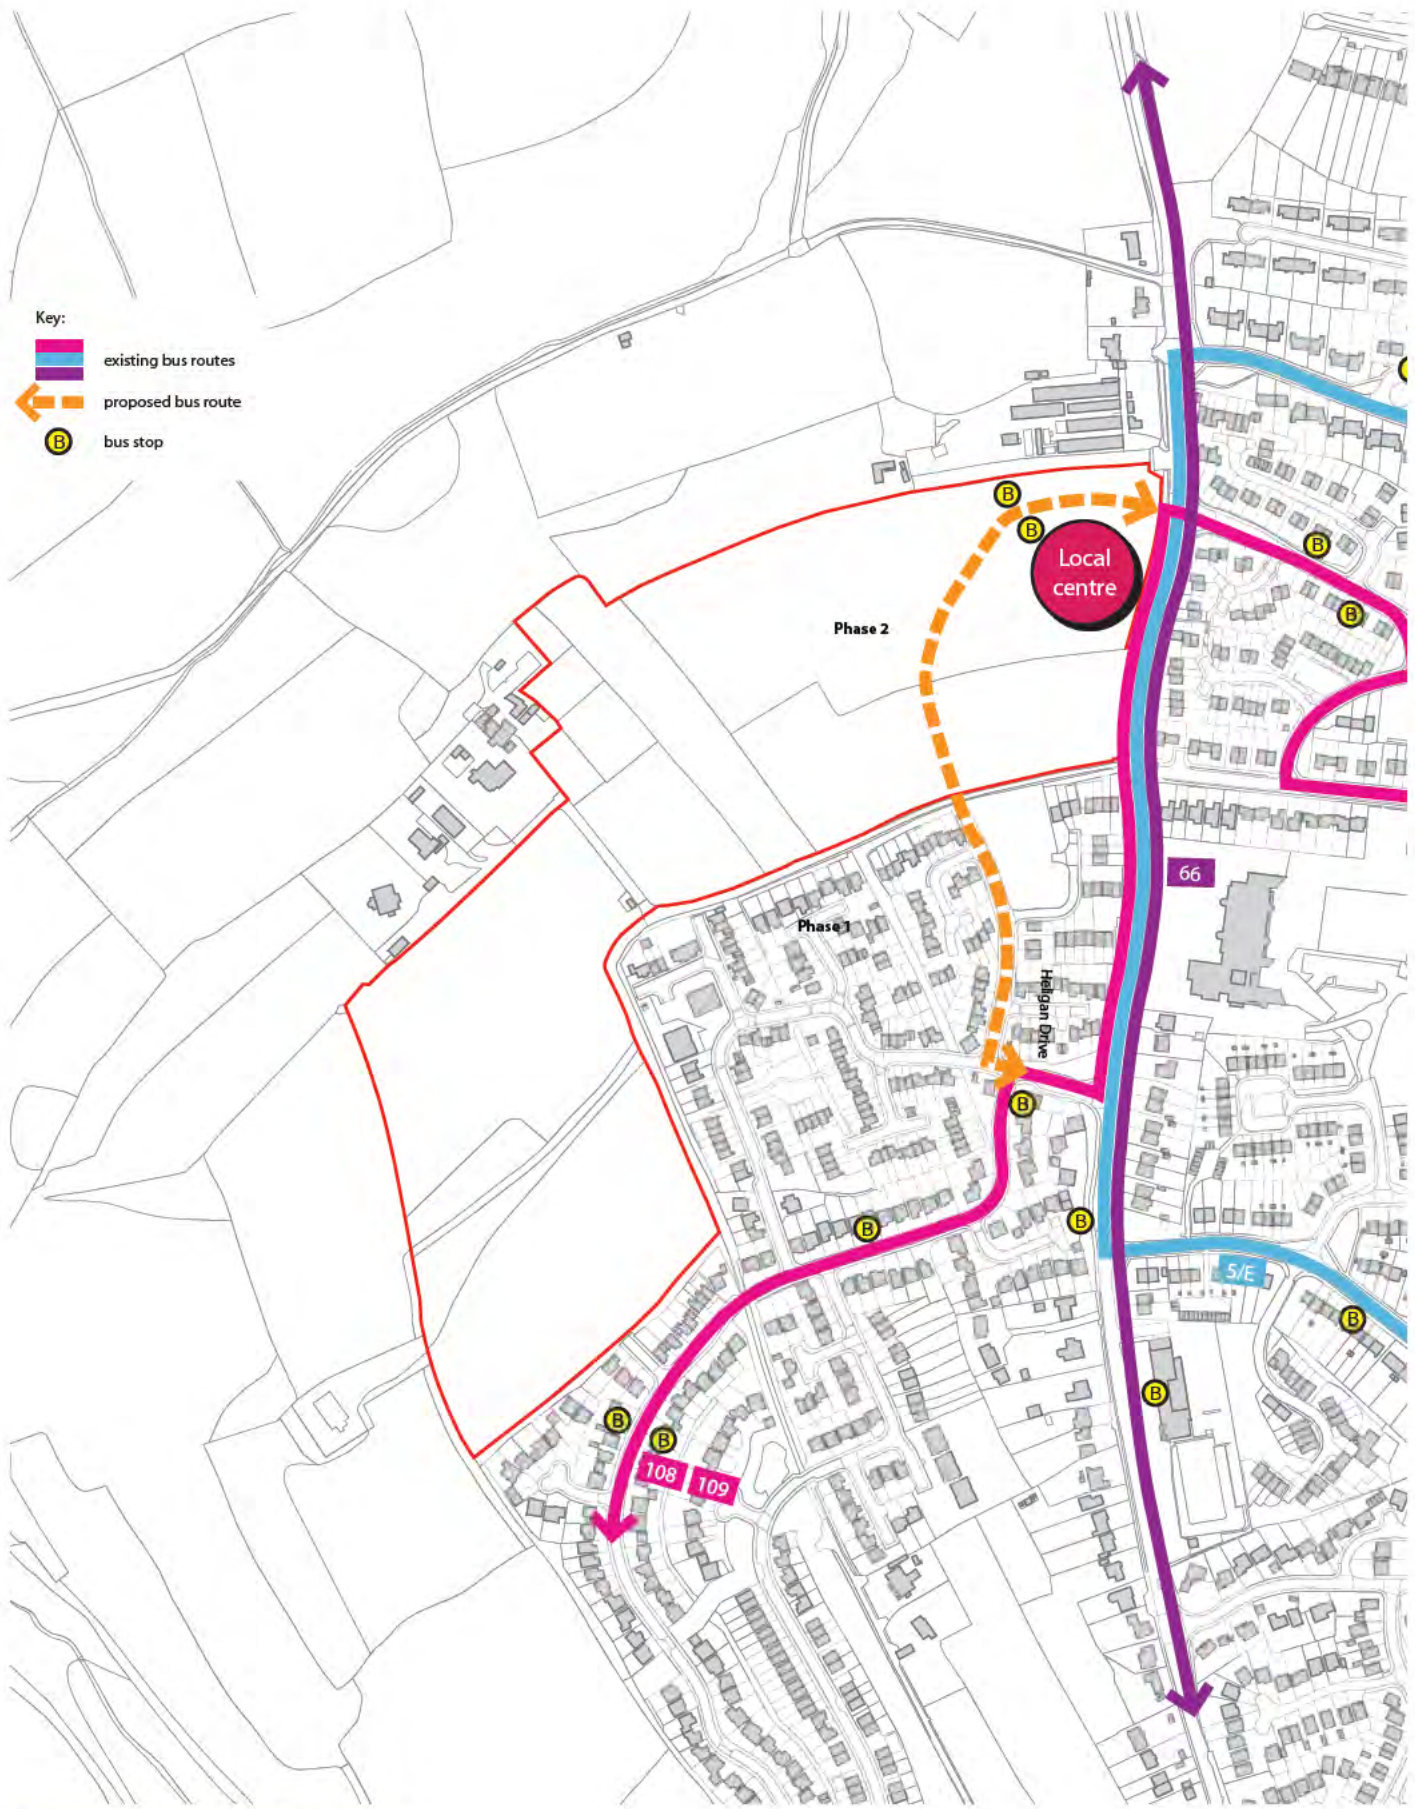 Key:
existing bus routes
proposed bus route
B
bus stop
B
B
Local
centre
B
B
Phase 2
66
Phase 1
Heligan Drive
B
B
B
5/E
B
B
B
B
108
109